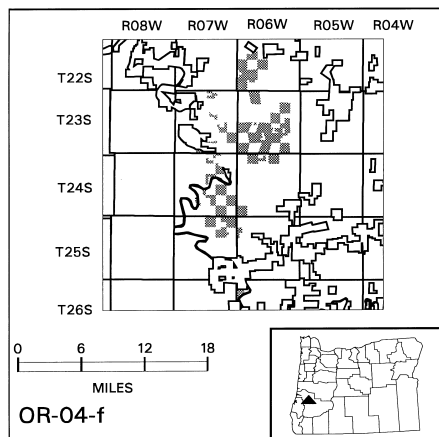 R08W R07W R06W R05W R04W
T22S
T23S
T24S
T25S
T26S
0 6 12 18
MILES
OR-04-f